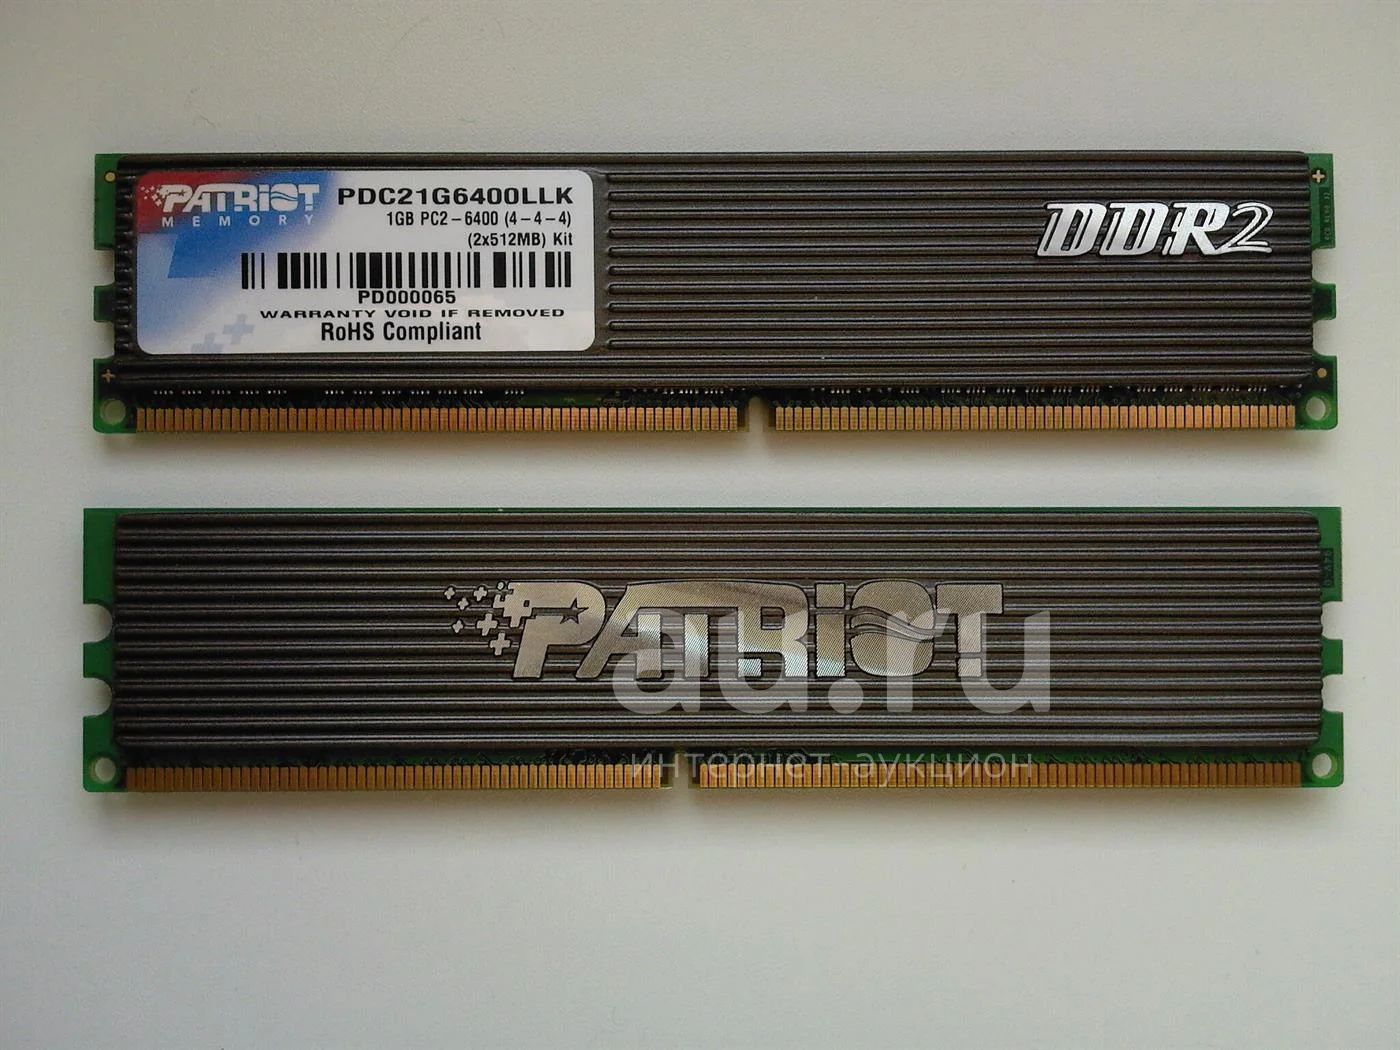 PATRIOT
MEMORY
PDC21G6400LLK
1GB PC2-6400 (4-4-4)
(2x512MB) Kit
PD000065
WARRANTY VOID IF REMOVED
RoHS Compliant
DDR2
PATRIOT
au.ru
интернет-аукцион